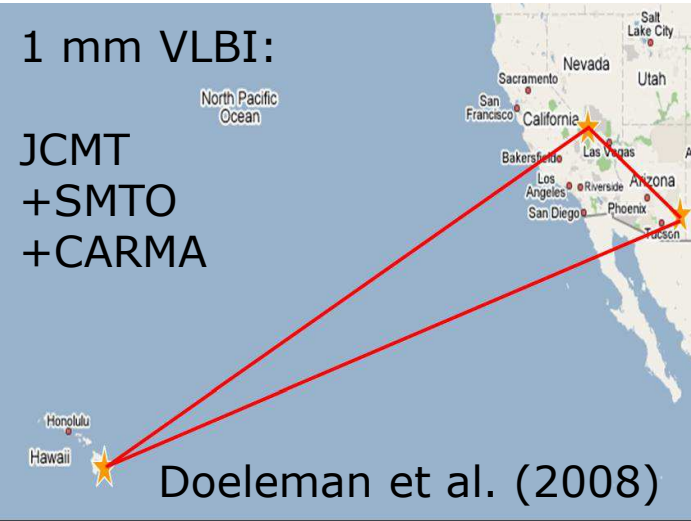 1 mm VLBI:
JCMT
+SMTO
+CARMA
North Pacific
Ocean
Salt
Lake City
Nevada
Utah
Sacramento
San
Francisco
California
Bakersfield
Las Vegas
Los
Angeles
Riverside
Arizona
San Diego
Phoenix
Tucson
Honolulu
Hawaii
Doeleman et al. (2008)